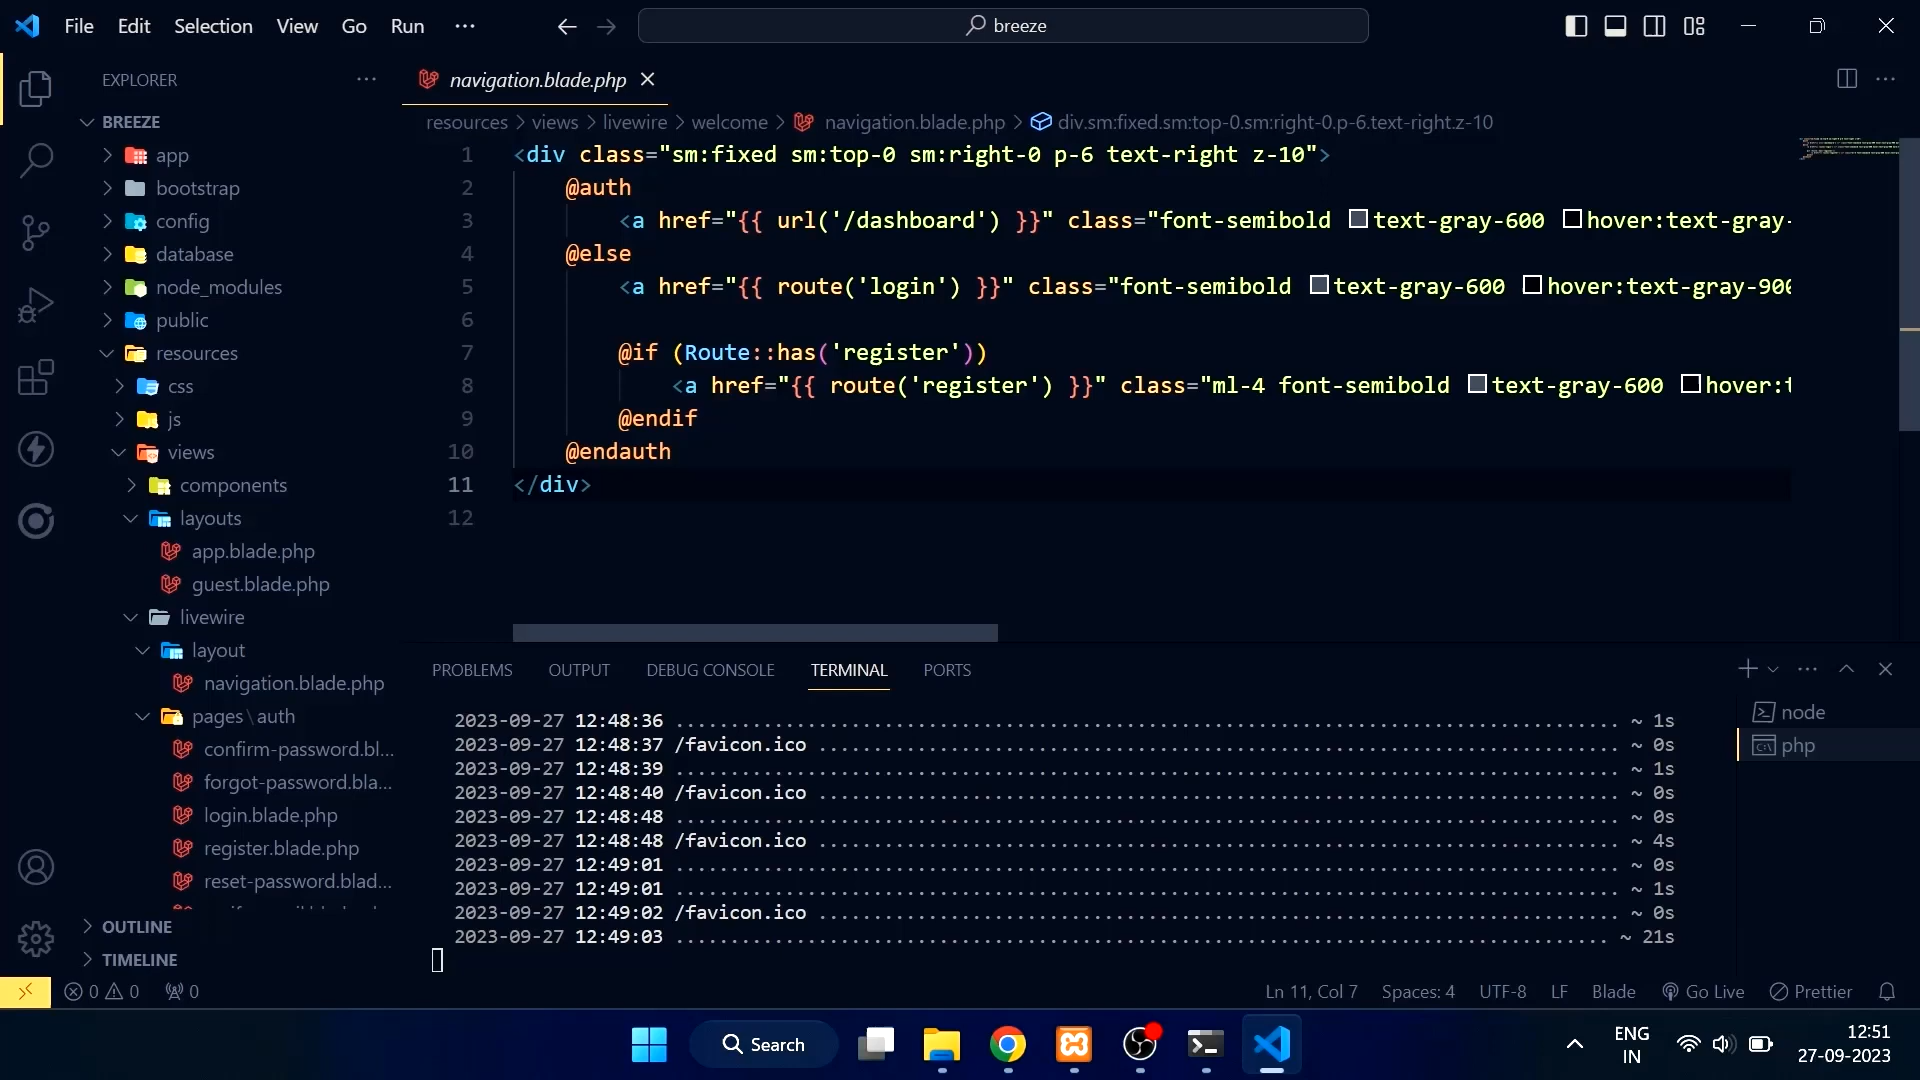 File Edit Selection View Go Run ··· breeze
EXPLORER ···
navigation.blade.php
BREEZE
resources > views > livewire > welcome > navigation.blade.php > div.sm:fixed.sm:top-0.sm:right-0.p-6.text-right.z-10
app
bootstrap
config
database
node_modules
public
resources
css
js
views
components
layouts
app.blade.php
guest.blade.php
livewire
layout
navigation.blade.php
pages\auth
confirm-password.bl...
forgot-password.bla...
login.blade.php
register.blade.php
reset-password.blad...
OUTLINE
TIMELINE
1 <div class="sm:fixed sm:top-0 sm:right-0 p-6 text-right z-10">
2 @auth
3 <a href="{{ url('/dashboard') }}" class="font-semibold text-gray-600 hover:text-gray-
4 @else
5 <a href="{{ route('login') }}" class="font-semibold text-gray-600 hover:text-gray-900
6
7 @if (Route::has('register'))
8 <a href="{{ route('register') }}" class="ml-4 font-semibold text-gray-600 hover:t
9 @endif
10 @endauth
11 </div>
12
PROBLEMS OUTPUT DEBUG CONSOLE TERMINAL PORTS
2023-09-27 12:48:36 ........................................ ~ 1s
2023-09-27 12:48:37 /favicon.ico ........................................ ~ 0s
2023-09-27 12:48:39 ........................................ ~ 1s
2023-09-27 12:48:40 /favicon.ico ........................................ ~ 0s
2023-09-27 12:48:48 ........................................ ~ 0s
2023-09-27 12:48:48 /favicon.ico ........................................ ~ 4s
2023-09-27 12:49:01 ........................................ ~ 0s
2023-09-27 12:49:01 ........................................ ~ 1s
2023-09-27 12:49:02 /favicon.ico ........................................ ~ 0s
2023-09-27 12:49:03 ........................................ ~ 21s
node
php
0 0 0 Ln 11, Col 7 Spaces: 4 UTF-8 LF Blade Go Live Prettier
Search
ENG
IN
12:51
27-09-2023